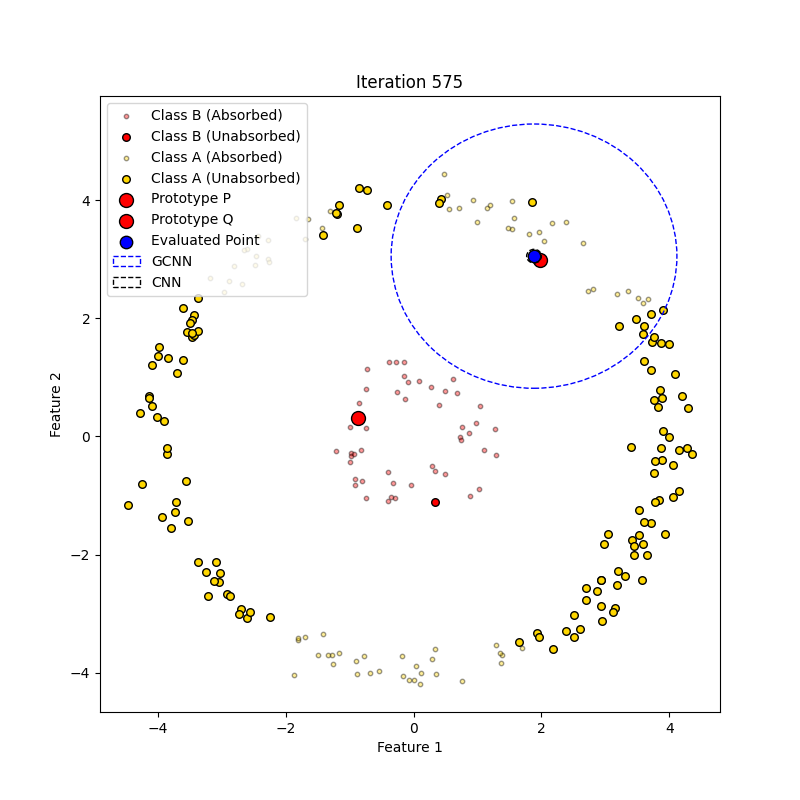 Iteration 575
Class B (Absorbed)
Class B (Unabsorbed)
Class A (Absorbed)
Class A (Unabsorbed)
Prototype P
Prototype Q
Evaluated Point
GCNN
CNN
Feature 2
4
2
0
−2
−4
−4
−2
0
2
4
Feature 1